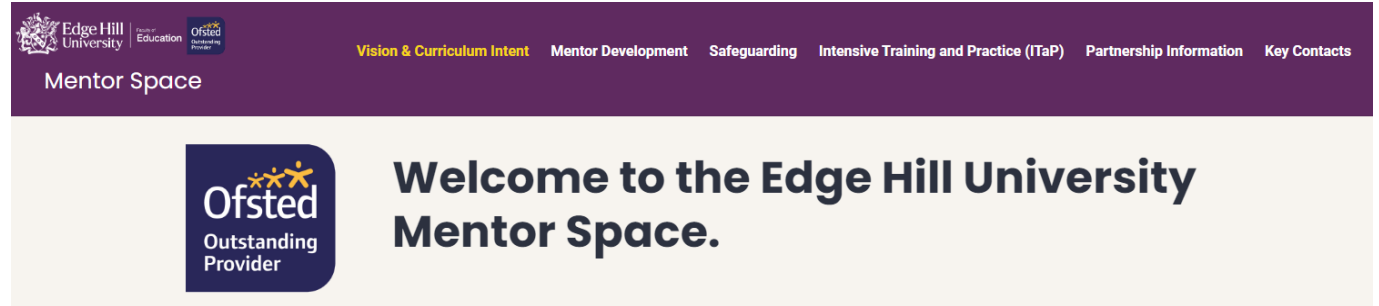 Edge Hill University
Faculty of Education
Ofsted
Outstanding Provider
Mentor Space
Vision & Curriculum Intent
Mentor Development
Safeguarding
Intensive Training and Practice (ITaP)
Partnership Information
Key Contacts
Ofsted
Outstanding
Provider
Welcome to the Edge Hill University
Mentor Space.